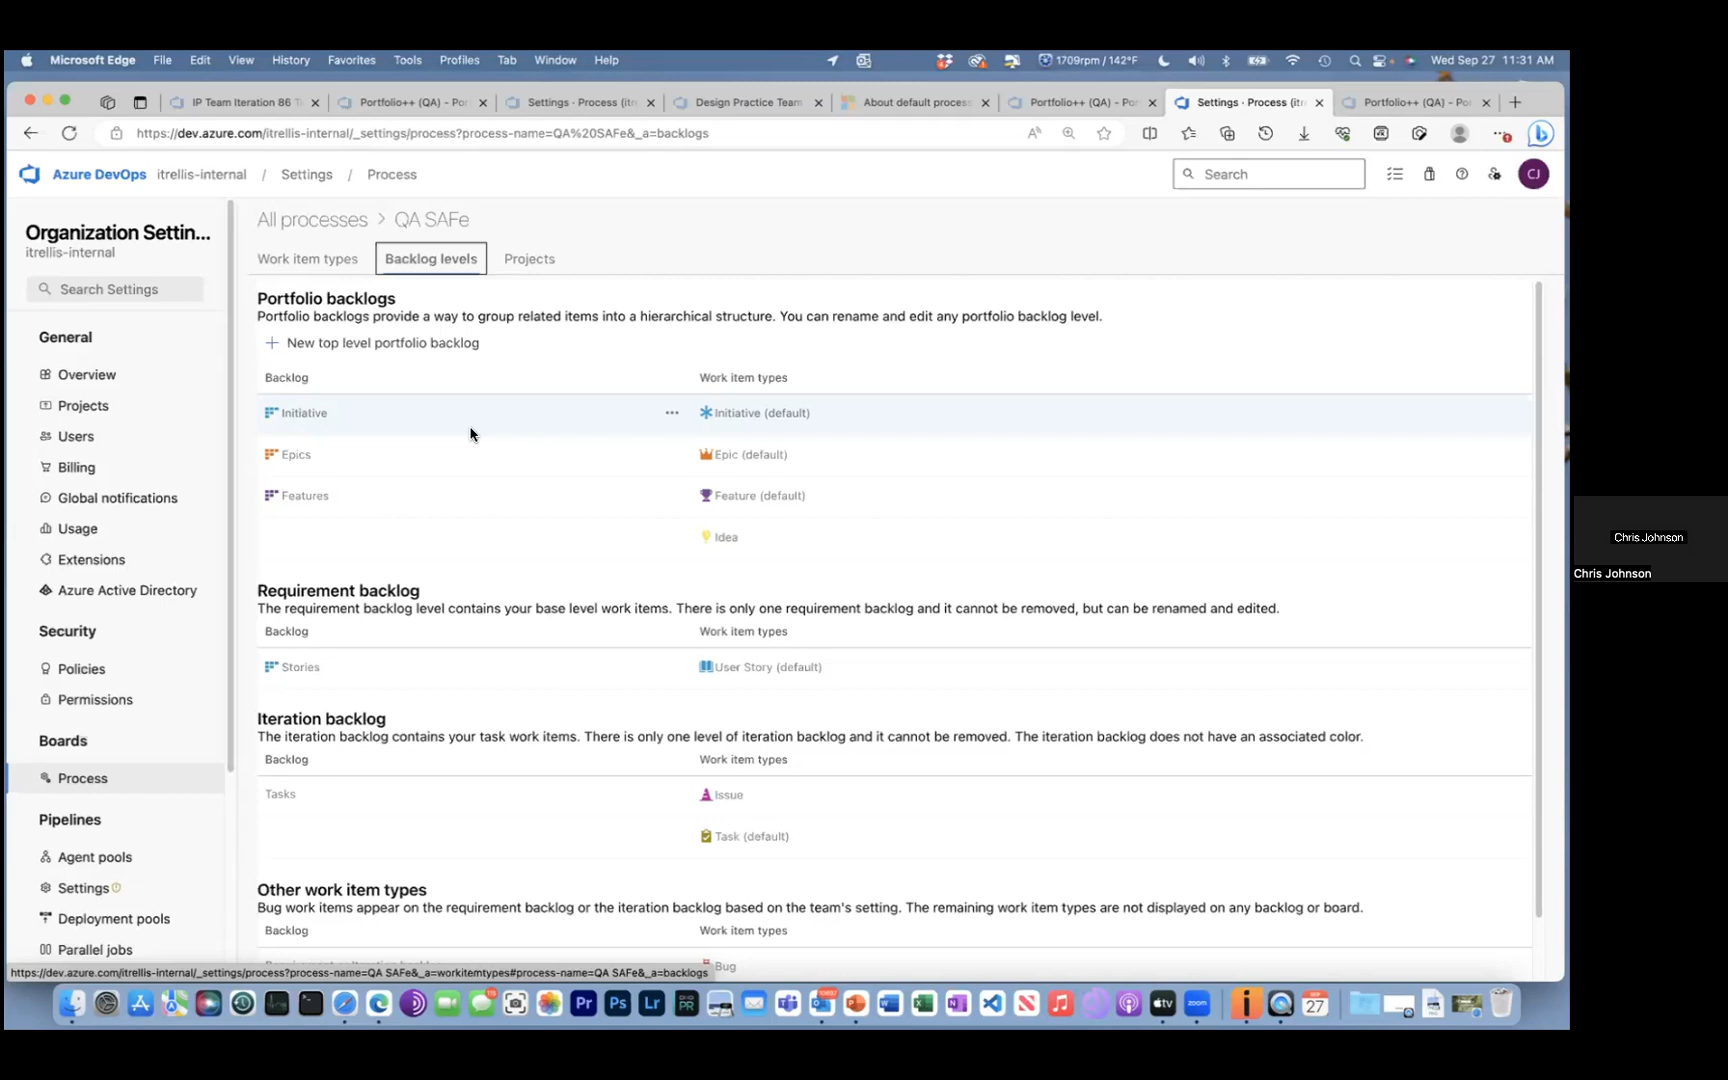 Microsoft Edge File Edit View History Favorites Tools Profiles Tab Window Help 1709rpm / 142°F Wed Sep 27 11:31 AM
IP Team Iteration 86 T Portfolio++ (QA) - Por Settings · Process (itr Design Practice Team About default process Portfolio++ (QA) - Por Settings · Process (itr Portfolio++ (QA) - Por
https://dev.azure.com/itrellis-internal/_settings/process?process-name=QA%20SAFe&_a=backlogs
Azure DevOps itrellis-internal / Settings / Process Search CJ
Organization Settin...
itrellis-internal
Search Settings
General
Overview
Projects
Users
Billing
Global notifications
Usage
Extensions
Azure Active Directory
Security
Policies
Permissions
Boards
Process
Pipelines
Agent pools
Settings
Deployment pools
Parallel jobs
All processes > QA SAFe
Work item types Backlog levels Projects
Portfolio backlogs
Portfolio backlogs provide a way to group related items into a hierarchical structure. You can rename and edit any portfolio backlog level.
+ New top level portfolio backlog
Backlog Work item types
Initiative ... Initiative (default)
Epics Epic (default)
Features Feature (default)
Idea
Requirement backlog
The requirement backlog level contains your base level work items. There is only one requirement backlog and it cannot be removed, but can be renamed and edited.
Backlog Work item types
Stories User Story (default)
Iteration backlog
The iteration backlog contains your task work items. There is only one level of iteration backlog and it cannot be removed. The iteration backlog does not have an associated color.
Backlog Work item types
Tasks Issue
Task (default)
Other work item types
Bug work items appear on the requirement backlog or the iteration backlog based on the team's setting. The remaining work item types are not displayed on any backlog or board.
Backlog Work item types
Bug
https://dev.azure.com/itrellis-internal/_settings/process?process-name=QA SAFe&_a=workitemtypes#process-name=QA SAFe&_a=backlogs
Pr Ps Lr tv zoom 27
Chris Johnson
Chris Johnson